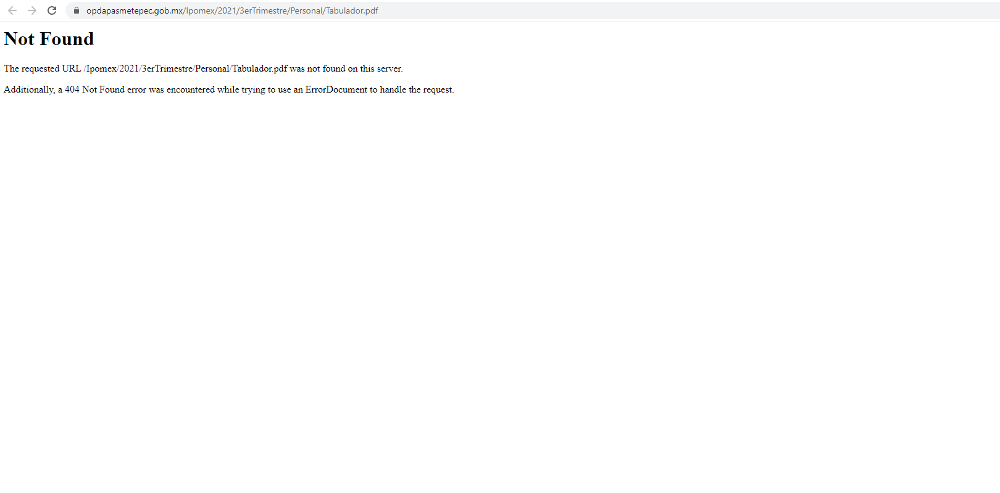 opdapasmetepec.gob.mx/Ipomex/2021/3erTrimestre/Personal/Tabulador.pdf
Not Found
The requested URL /Ipomex/2021/3erTrimestre/Personal/Tabulador.pdf was not found on this server.
Additionally, a 404 Not Found error was encountered while trying to use an ErrorDocument to handle the request.